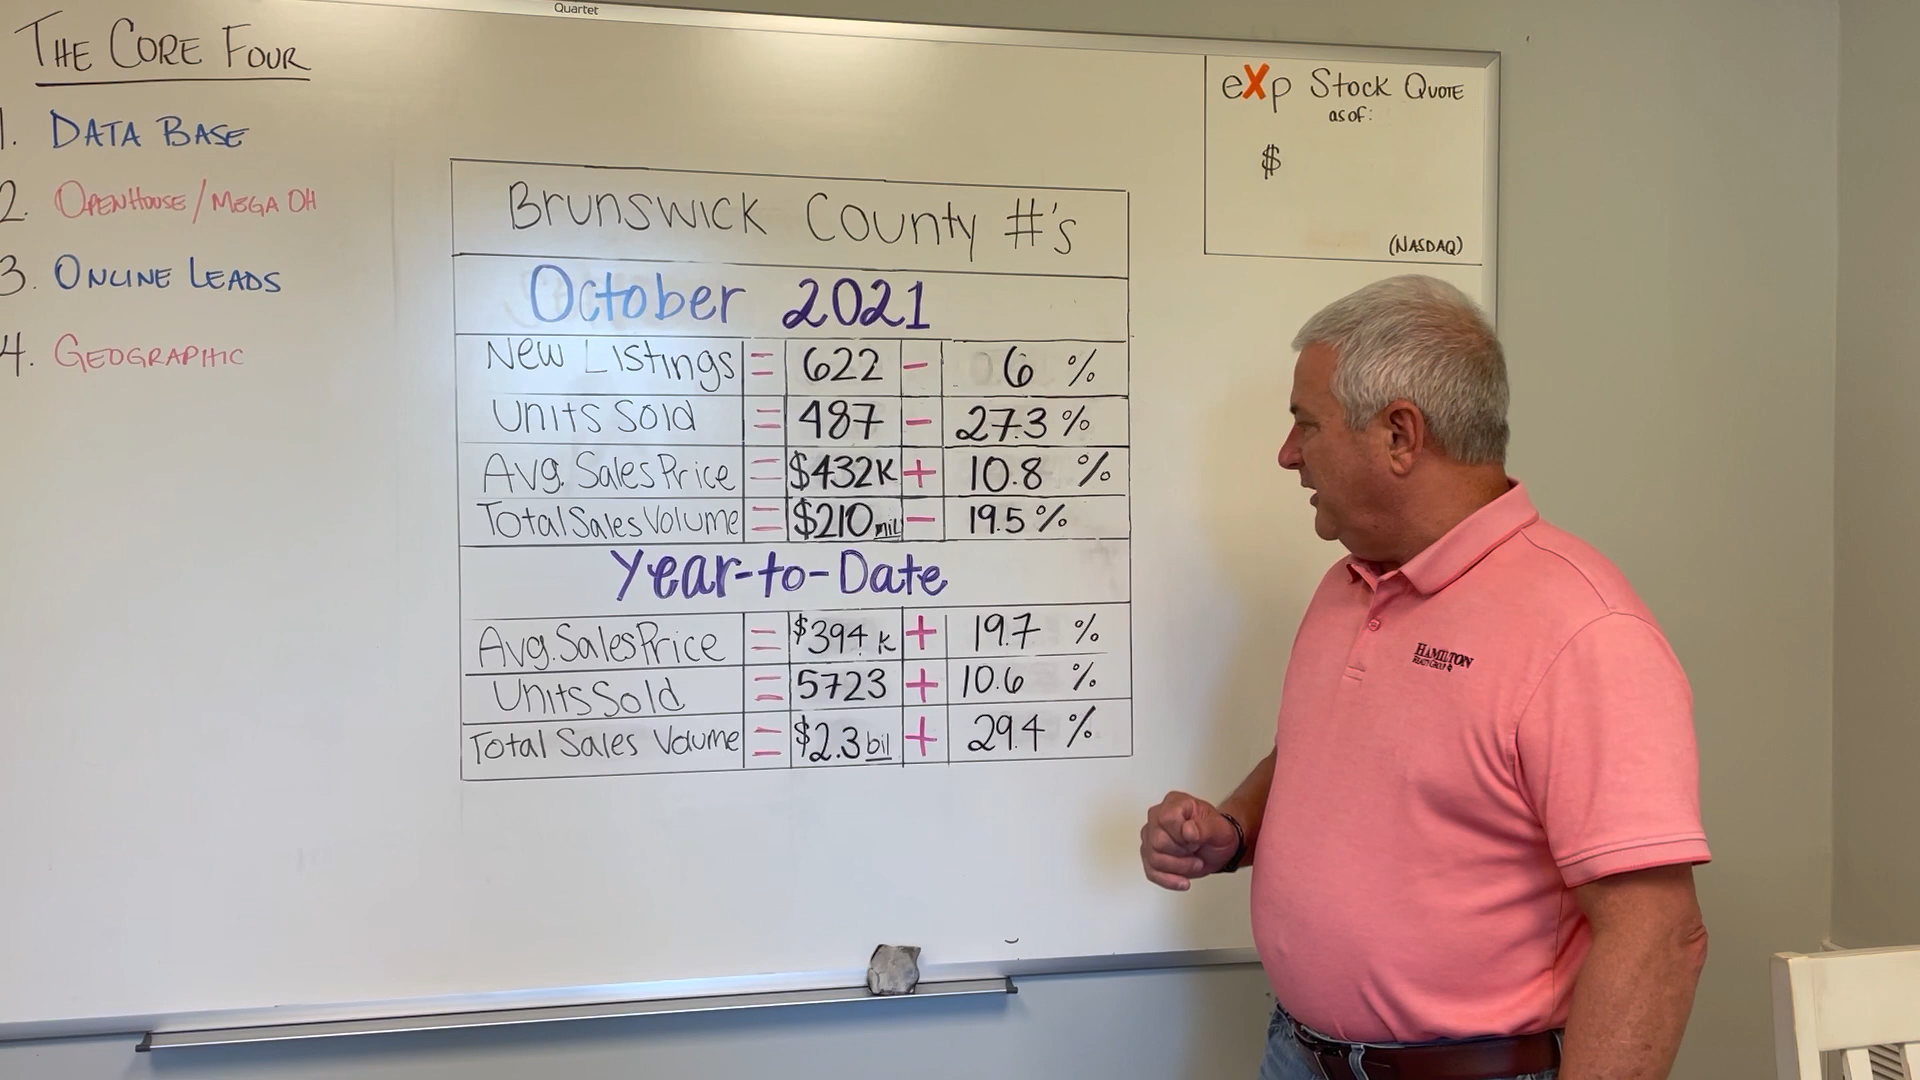 Quartet
THE CORE FOUR
1. DATA BASE
2. OPENHOUSE/MEGA OH
3. ONLINE LEADS
4. GEOGRAPHIC
eXp Stock QUOTE
as of:
$
(NASDAQ)
Brunswick County #'s
October 2021
New Listings = 622 - 6 %
Units Sold = 487 - 27.3 %
Avg. Sales Price = $432K + 10.8 %
Total Sales Volume = $210 mil - 19.5 %
Year-to-Date
Avg. Sales Price = $394 K + 19.7 %
Units Sold = 5723 + 10.6 %
Total Sales Volume = $2.3 bil + 29.4 %
HAMILTON
REALTY GROUP